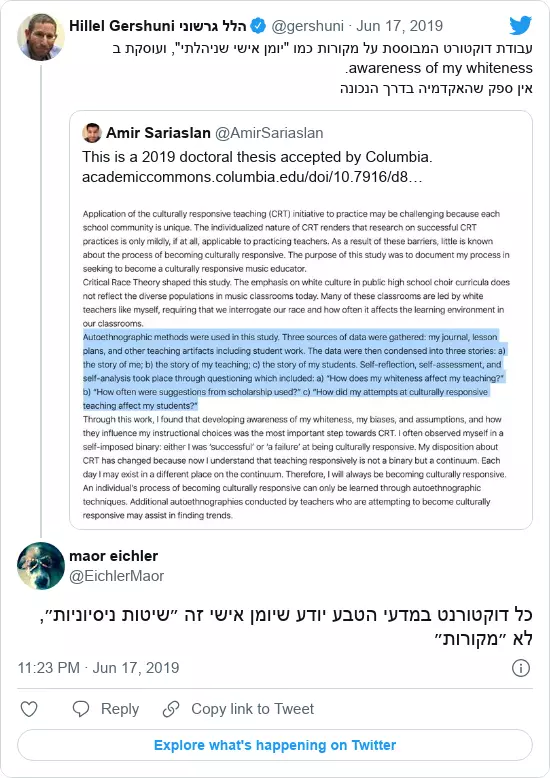 Hillel Gershuni הלל גרשוני @gershuni · Jun 17, 2019
עבודת דוקטורט המבוססת על מקורות כמו "יומן אישי שניהלתי", ועוסקת ב
awareness of my whiteness.
אין ספק שהאקדמיה בדרך הנכונה
Amir Sariaslan @AmirSariaslan
This is a 2019 doctoral thesis accepted by Columbia.
academiccommons.columbia.edu/doi/10.7916/d8…
Application of the culturally responsive teaching (CRT) initiative to practice may be challenging because each
school community is unique. The individualized nature of CRT renders that research on successful CRT
practices is only mildly, if at all, applicable to practicing teachers. As a result of these barriers, little is known
about the process of becoming culturally responsive. The purpose of this study was to document my process in
seeking to become a culturally responsive music educator.
Critical Race Theory shaped this study. The emphasis on white culture in public high school choir curricula does
not reflect the diverse populations in music classrooms today. Many of these classrooms are led by white
teachers like myself, requiring that we interrogate our race and how often it affects the learning environment in
our classrooms.
Autoethnographic methods were used in this study. Three sources of data were gathered: my journal, lesson
plans, and other teaching artifacts including student work. The data were then condensed into three stories: a)
the story of me; b) the story of teaching; c) the story of my students. Self-reflection, self-assessment, and
self-analysis took place through questioning which included: a) “How does my whiteness affect my teaching?”
b) “How often were suggestions from scholarship used?” c) “How did my attempts at culturally responsive
teaching affect my students?”
Through this work, I found that developing awareness of my whiteness, my biases, and assumptions, and how
they influence my instructional choices was the most important step towards CRT. I often observed myself in a
self-imposed binary: either I was ‘successful’ or ‘a failure’ at being culturally responsive. My disposition about
CRT has changed because now I understand that teaching responsively is not a binary but a continuum. Each
day I may exist in a different place on the continuum. Therefore, I will always be becoming culturally responsive.
An individual’s process of becoming culturally responsive can only be learned through autoethnographic
techniques. Additional autoethnographies conducted by teachers who are attempting to become culturally
responsive may assist in finding trends.
maor eichler
@EichlerMaor
כל דוקטורנט במדעי הטבע יודע שיומן אישי זה ״שיטות ניסיוניות״,
לא ״מקורות״
11:23 PM · Jun 17, 2019
Reply
Copy link to Tweet
Explore what's happening on Twitter